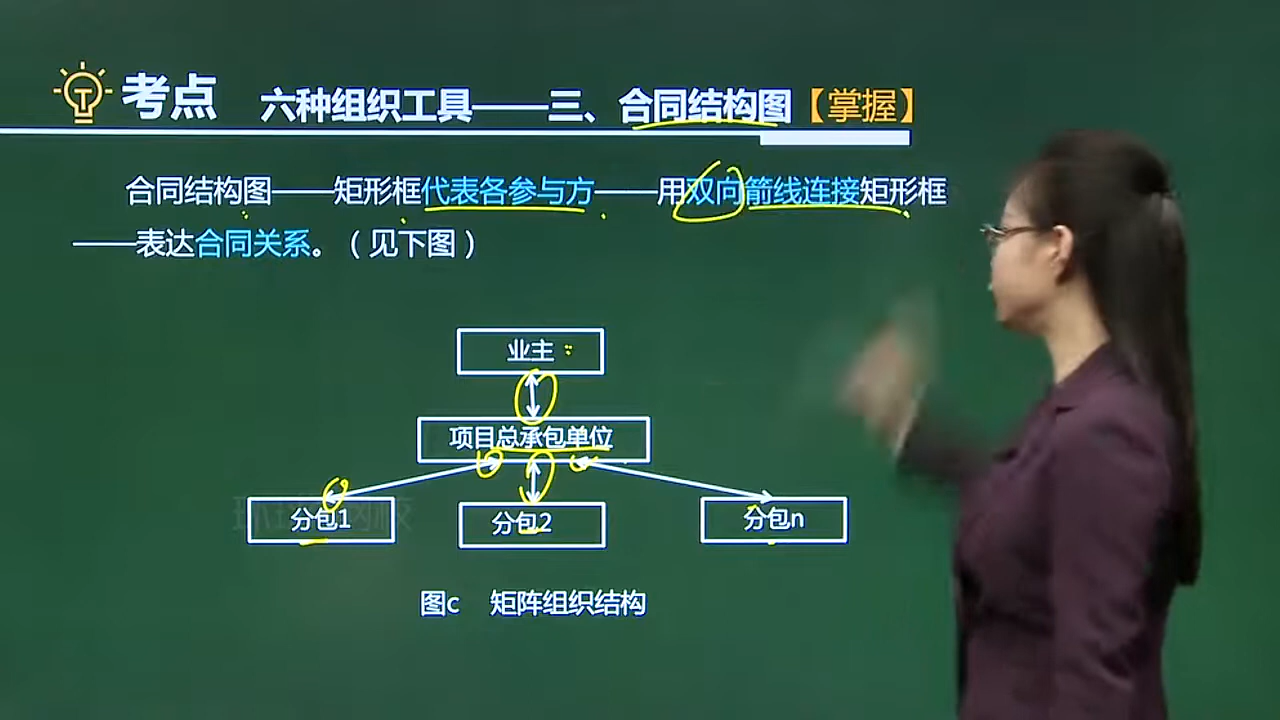 考点 六种组织工具——三、合同结构图【掌握】
合同结构图——矩形框代表各参与方——用双向箭线连接矩形框
——表达合同关系。（见下图）
业主
项目总承包单位
分包1 分包2 分包n
图c 矩阵组织结构